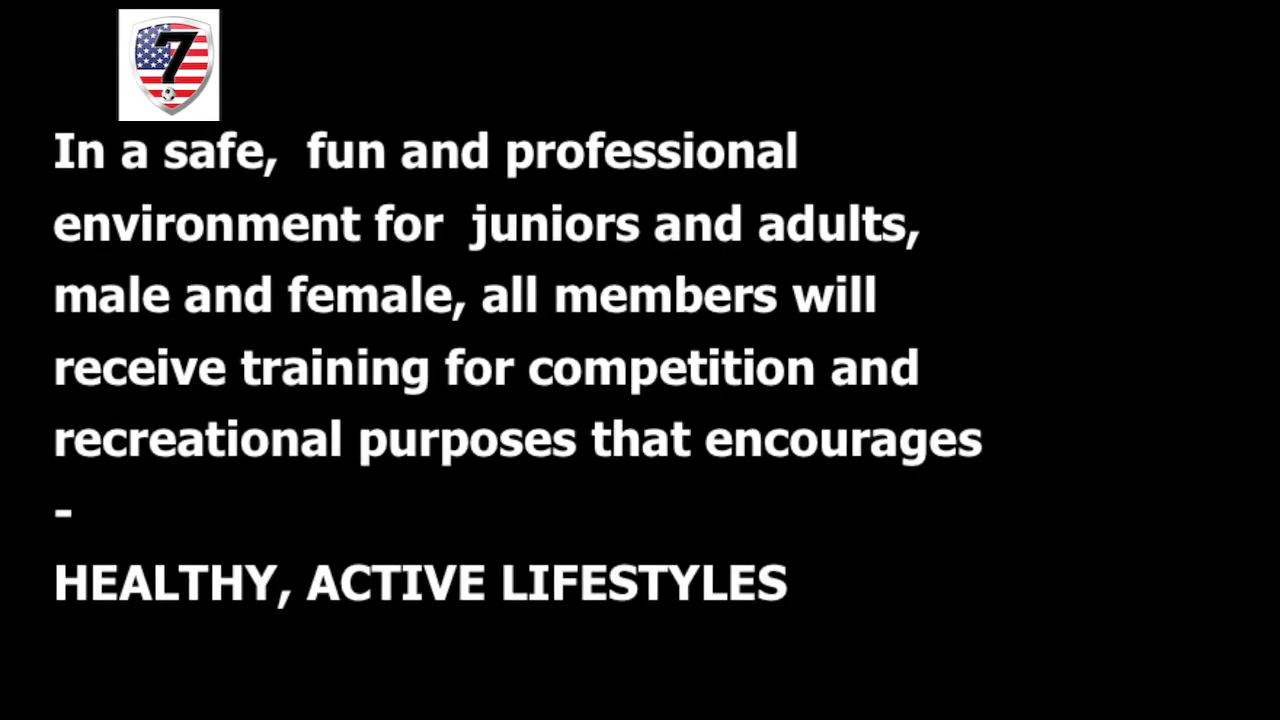 7
In a safe,  fun and professional
environment for  juniors and adults,
male and female, all members will
receive training for competition and
recreational purposes that encourages
-
HEALTHY, ACTIVE LIFESTYLES